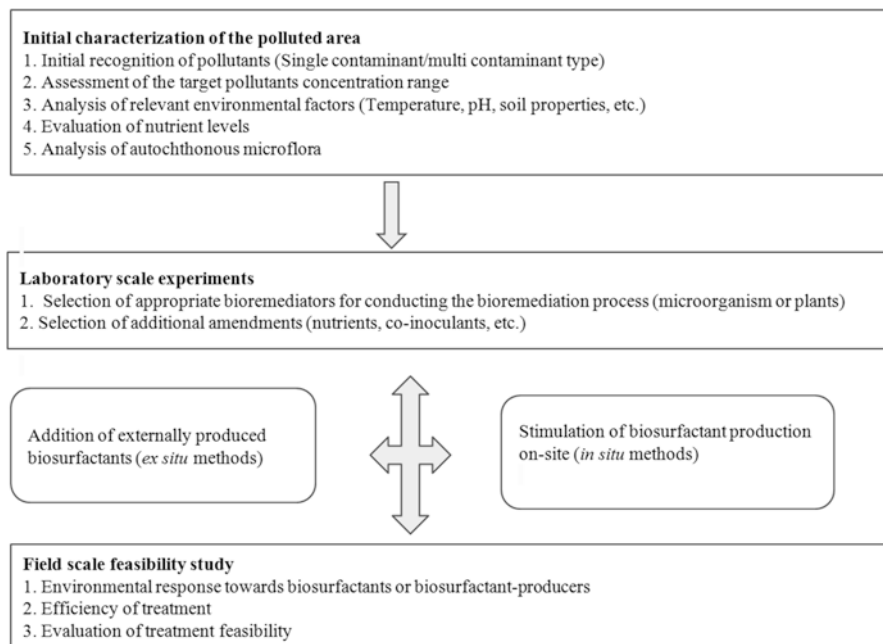 Initial characterization of the polluted area
1. Initial recognition of pollutants (Single contaminant/multi contaminant type)
2. Assessment of the target pollutants concentration range
3. Analysis of relevant environmental factors (Temperature, pH, soil properties, etc.)
4. Evaluation of nutrient levels
5. Analysis of autochthonous microflora
Laboratory scale experiments
1. Selection of appropriate bioremediators for conducting the bioremediation process (microorganism or plants)
2. Selection of additional amendments (nutrients, co-inoculants, etc.)
Addition of externally produced
biosurfactants (ex situ methods)
Stimulation of biosurfactant production
on-site (in situ methods)
Field scale feasibility study
1. Environmental response towards biosurfactants or biosurfactant-producers
2. Efficiency of treatment
3. Evaluation of treatment feasibility